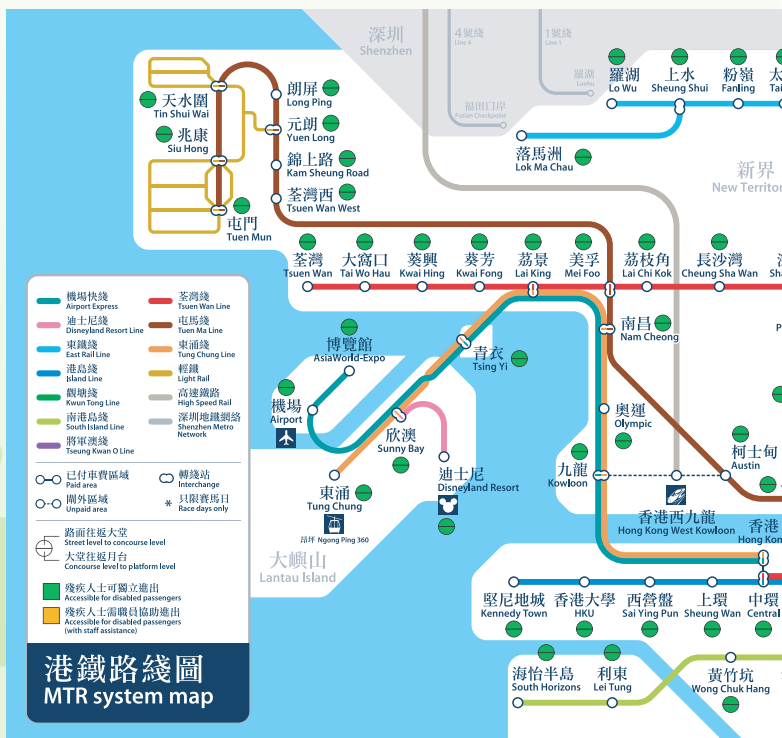 深圳
Shenzhen
4號綫
Line 4
1號綫
Line 1
羅湖
Luohu
福田口岸
Futian Checkpoint
羅湖
Lo Wu
上水
Sheung Shui
粉嶺
Fanling
太
Tai
落馬洲
Lok Ma Chau
新界
New Territor
天水圍
Tin Shui Wai
兆康
Siu Hong
屯門
Tuen Mun
朗屏
Long Ping
元朗
Yuen Long
錦上路
Kam Sheung Road
荃灣西
Tsuen Wan West
荃灣
Tsuen Wan
大窩口
Tai Wo Hau
葵興
Kwai Hing
葵芳
Kwai Fong
荔景
Lai King
美孚
Mei Foo
荔枝角
Lai Chi Kok
長沙灣
Cheung Sha Wan
Sha
南昌
Nam Cheong
P
奧運
Olympic
九龍
Kowloon
柯士甸
Austin
香港西九龍
Hong Kong West Kowloon
香港
Hong Kon
博覽館
AsiaWorld-Expo
機場
Airport
青衣
Tsing Yi
欣澳
Sunny Bay
迪士尼
Disneyland Resort
東涌
Tung Chung
昂坪 Ngong Ping 360
大嶼山
Lantau Island
堅尼地城
Kennedy Town
香港大學
HKU
西營盤
Sai Ying Pun
上環
Sheung Wan
中環
Central
海怡半島
South Horizons
利東
Lei Tung
黃竹坑
Wong Chuk Hang
機場快綫
Airport Express
迪士尼綫
Disneyland Resort Line
東鐵綫
East Rail Line
港島綫
Island Line
觀塘綫
Kwun Tong Line
南港島綫
South Island Line
將軍澳綫
Tseung Kwan O Line
荃灣綫
Tsuen Wan Line
屯馬綫
Tuen Ma Line
東涌綫
Tung Chung Line
輕鐵
Light Rail
高速鐵路
High Speed Rail
深圳地鐵網絡
Shenzhen Metro
Network
已付車費區域
Paid area
閘外區域
Unpaid area
轉綫站
Interchange
* 只限賽馬日
Race days only
路面往返大堂
Street level to concourse level
大堂往返月台
Concourse level to platform level
殘疾人士可獨立進出
Accessible for disabled passengers
殘疾人士需職員協助進出
Accessible for disabled passengers
(with staff assistance)
港鐵路綫圖
MTR system map